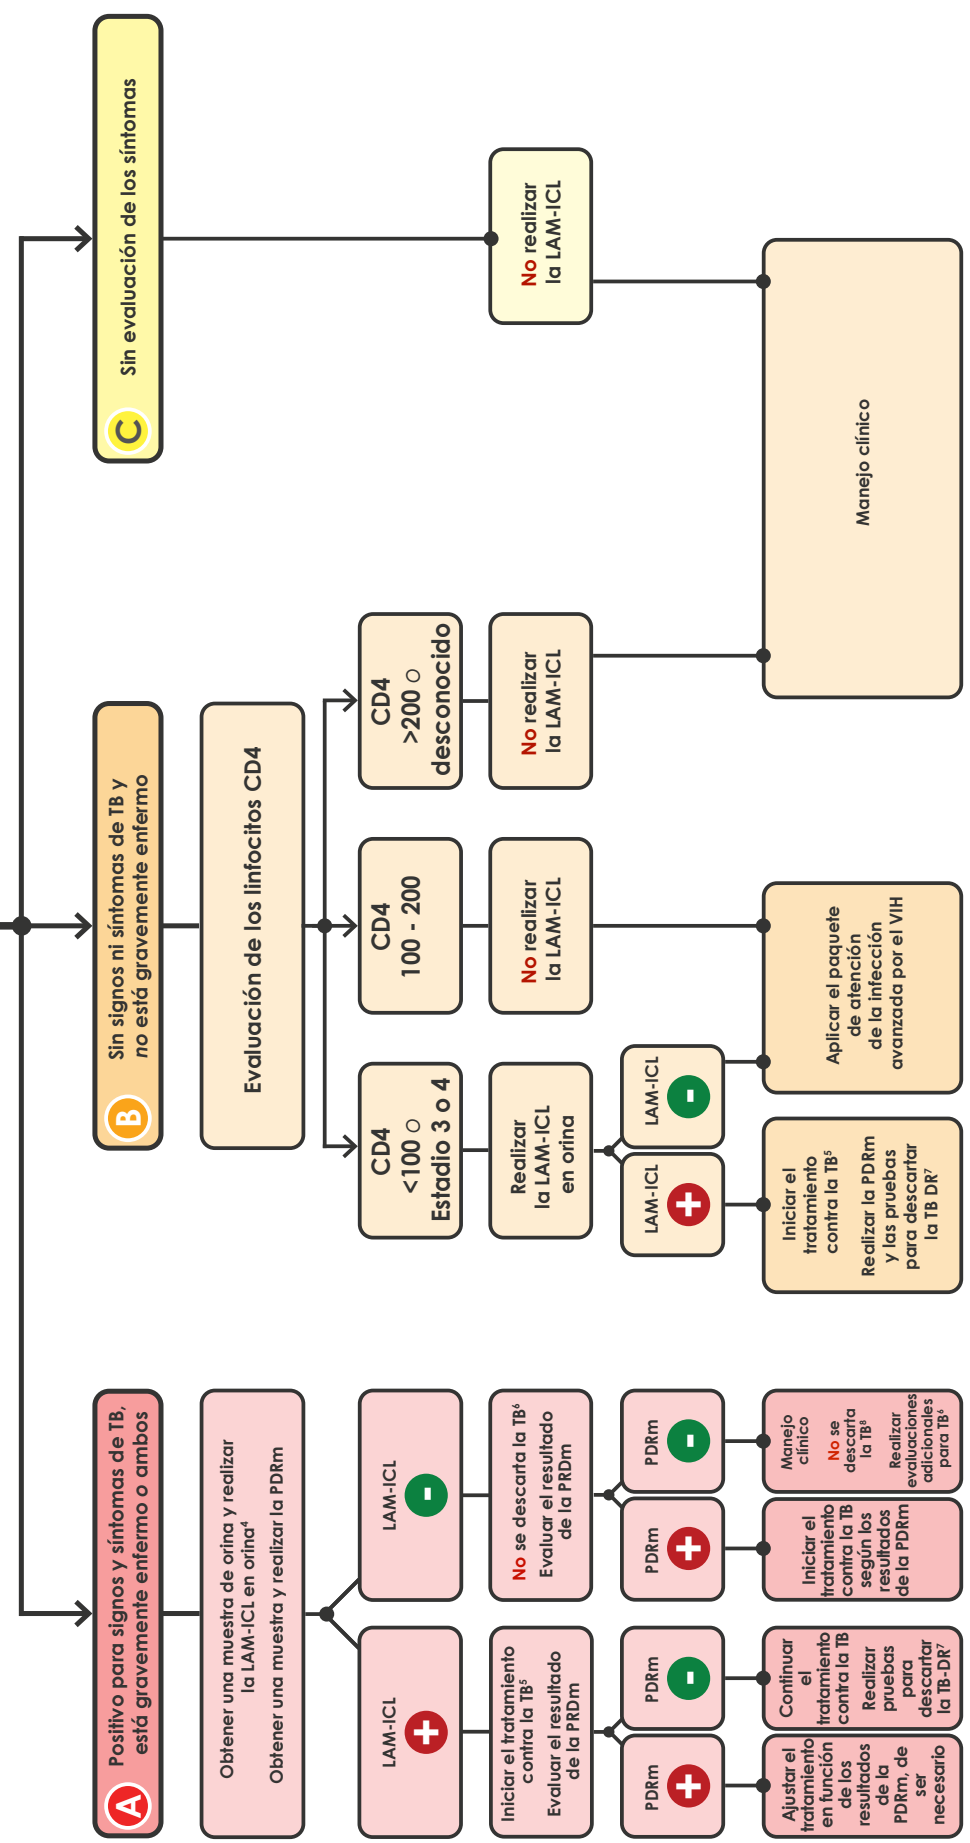 A
Positivo para signos y síntomas de TB,
está gravemente enfermo o ambos
Obtener una muestra de orina y realizar
la LAM-ICL en orina⁴
Obtener una muestra y realizar la PDRm
LAM-ICL
+
Iniciar el tratamiento
contra la TB⁵
Evaluar el resultado
de la PRDm
PDRm
+
Ajustar el
tratamiento
en función
de los
resultados
de la
PDRm, de
ser
necesario
PDRm
-
Continuar
el
tratamiento
contra la TB
Realizar
pruebas
para
descartar
la TB-DR⁷
LAM-ICL
-
No se descarta la TB⁶
Evaluar el resultado
de la PRDm
PDRm
+
Iniciar el
tratamiento
contra la TB
según los
resultados
de la PDRm
PDRm
-
Manejo
clínico
No se
descarta
la TB⁸
Realizar
evaluaciones
adicionales
para TB⁶
B
Sin signos ni síntomas de TB y
no está gravemente enfermo
Evaluación de los linfocitos CD4
CD4
<100 o
Estadio 3 o 4
Realizar
la LAM-ICL
en orina
LAM-ICL
+
Iniciar el
tratamiento
contra la TB⁵
Realizar la PDRm
y las pruebas
para descartar
la TB DR⁷
LAM-ICL
-
CD4
100 - 200
No realizar
la LAM-ICL
Aplicar el paquete
de atención
de la infección
avanzada por el VIH
CD4
>200 o
desconocido
No realizar
la LAM-ICL
C
Sin evaluación de los síntomas
No realizar
la LAM-ICL
Manejo clínico